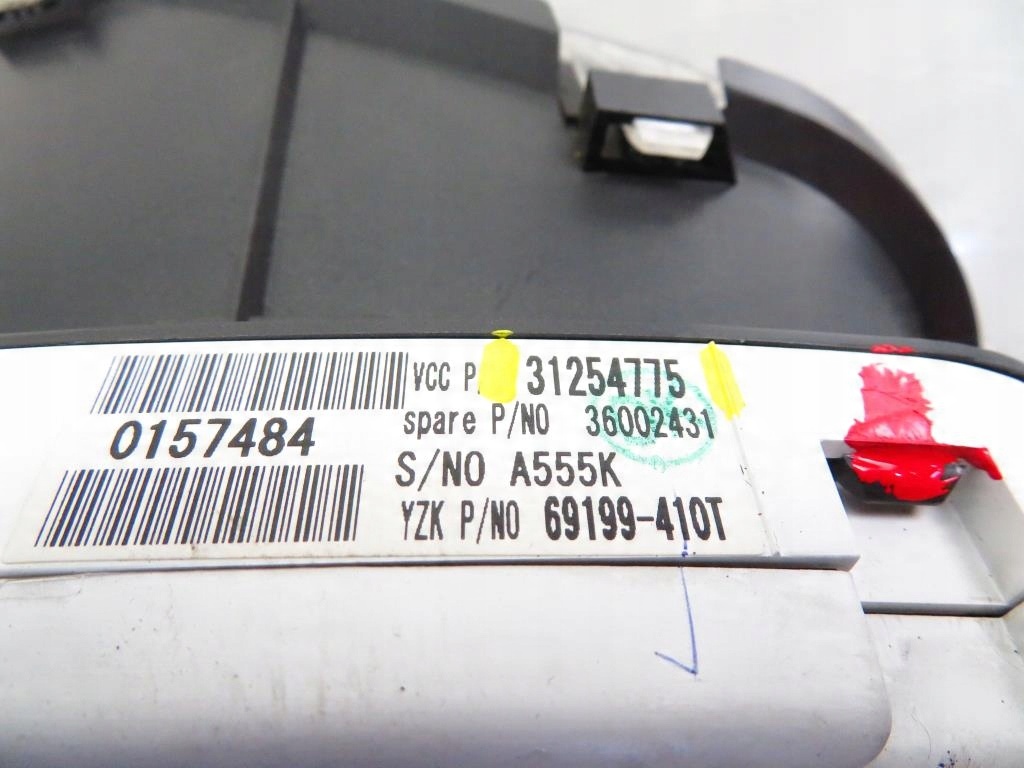 VCC P/ 31254775
spare P/NO 36002431
0157484
S/NO A555K
YZK P/NO 69199-410T